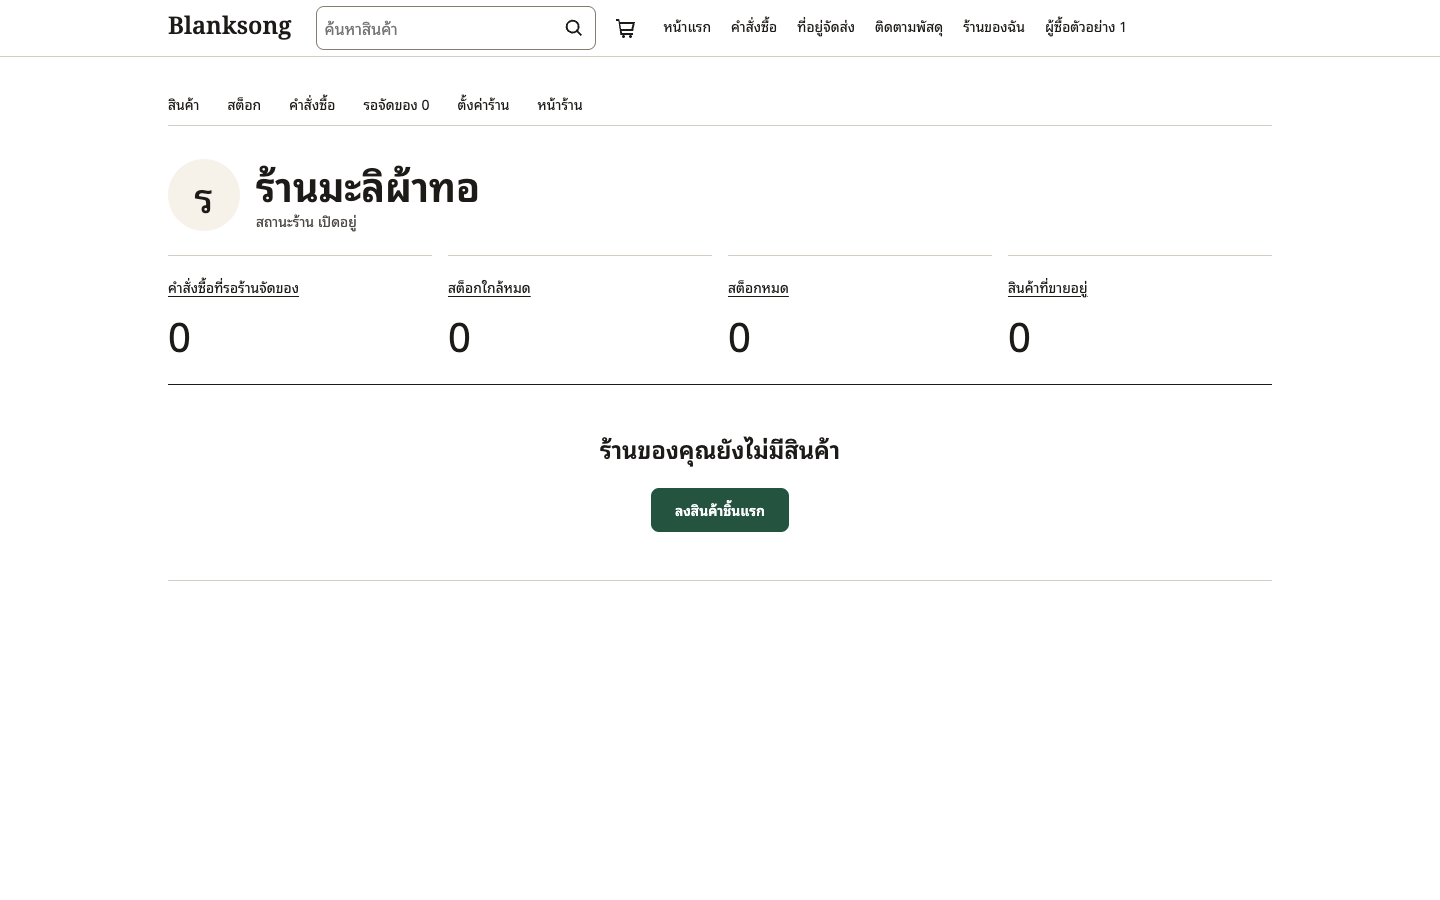 Blanksong
ค้นหาสินค้า
หน้าแรก คำสั่งซื้อ ที่อยู่จัดส่ง ติดตามพัสดุ ร้านของฉัน ผู้ซื้อตัวอย่าง 1
สินค้า สต็อก คำสั่งซื้อ รอจัดของ 0 ตั้งค่าร้าน หน้าร้าน
ร
ร้านมะลิผ้าทอ
สถานะร้าน เปิดอยู่
คำสั่งซื้อที่รอร้านจัดของ สต็อกใกล้หมด สต็อกหมด สินค้าที่ขายอยู่
0 0 0 0
ร้านของคุณยังไม่มีสินค้า
ลงสินค้าชิ้นแรก